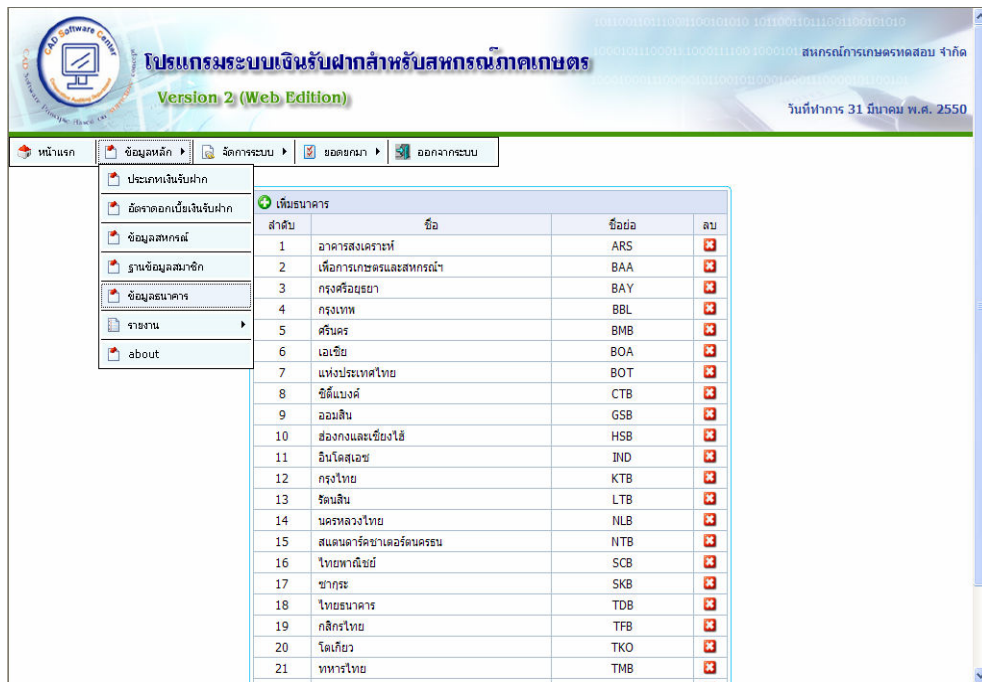 CAD Software Center
โปรแกรมระบบเงินรับฝากสำหรับสหกรณ์ภาคเกษตร
Version 2 (Web Edition)
สหกรณ์การเกษตรทดสอบ จำกัด
วันที่ทำการ 31 มีนาคม พ.ศ. 2550
หน้าแรก ข้อมูลหลัก จัดการระบบ ยอดยกมา ออกจากระบบ
ประเภทเงินรับฝาก
อัตราดอกเบี้ยเงินรับฝาก
ข้อมูลสหกรณ์
ฐานข้อมูลสมาชิก
ข้อมูลธนาคาร
รายงาน
about
เพิ่มธนาคาร
ลำดับ ชื่อ ชื่อย่อ ลบ
1 อาคารสงเคราะห์ ARS
2 เพื่อการเกษตรและสหกรณ์ฯ BAA
3 กรุงศรีอยุธยา BAY
4 กรุงเทพ BBL
5 ศรีนคร BMB
6 เอเชีย BOA
7 แห่งประเทศไทย BOT
8 ซิตี้แบงค์ CTB
9 ออมสิน GSB
10 ฮ่องกงและเซี่ยงไฮ้ HSB
11 อินโดสุเอซ IND
12 กรุงไทย KTB
13 รัตนสิน LTB
14 นครหลวงไทย NLB
15 สแตนดาร์ดชาเตอร์ดนครธน NTB
16 ไทยพาณิชย์ SCB
17 ซากุระ SKB
18 ไทยธนาคาร TDB
19 กสิกรไทย TFB
20 โตเกียว TKO
21 ทหารไทย TMB